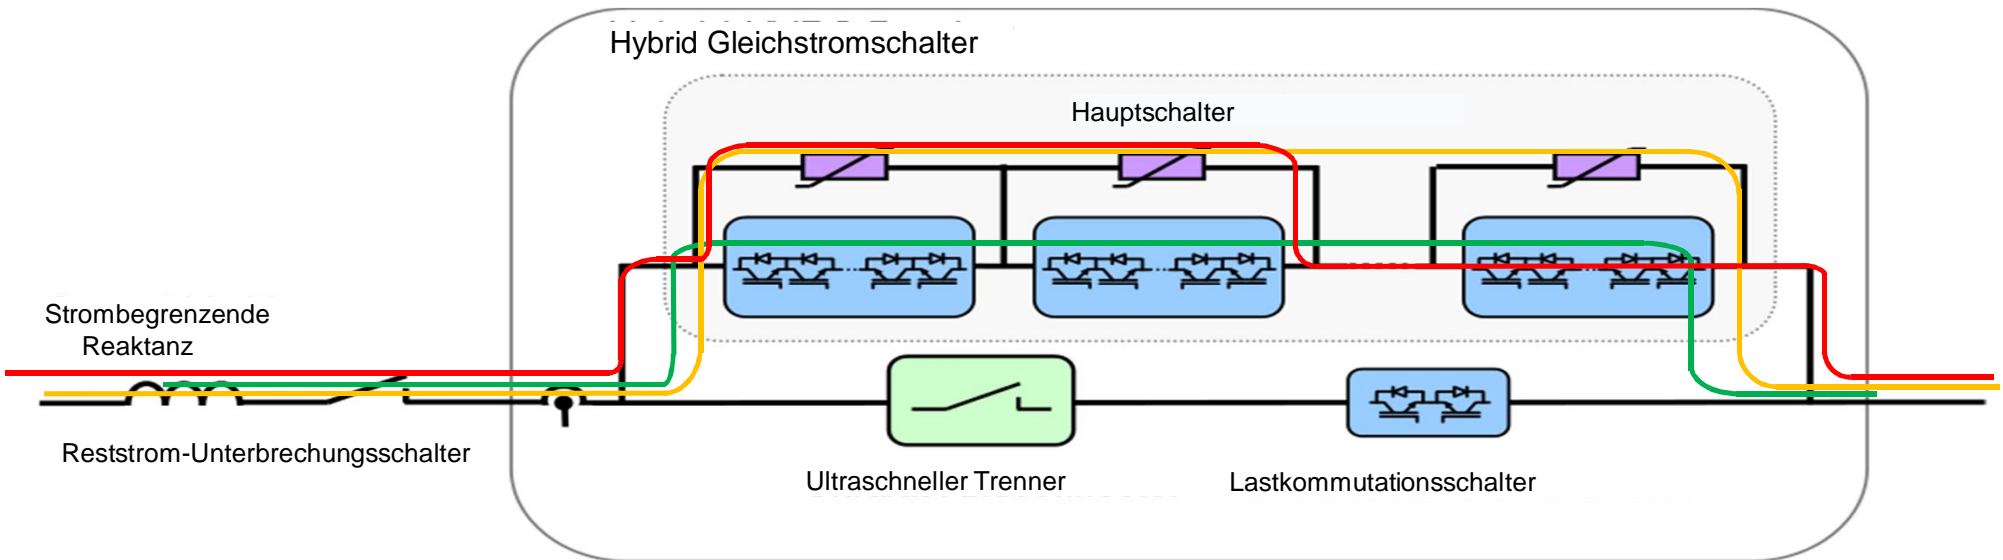 Hybrid Gleichstromschalter
Hauptschalter
Strombegrenzende
Reaktanz
Reststrom-Unterbrechungsschalter
Ultraschneller Trenner
Lastkommutationsschalter